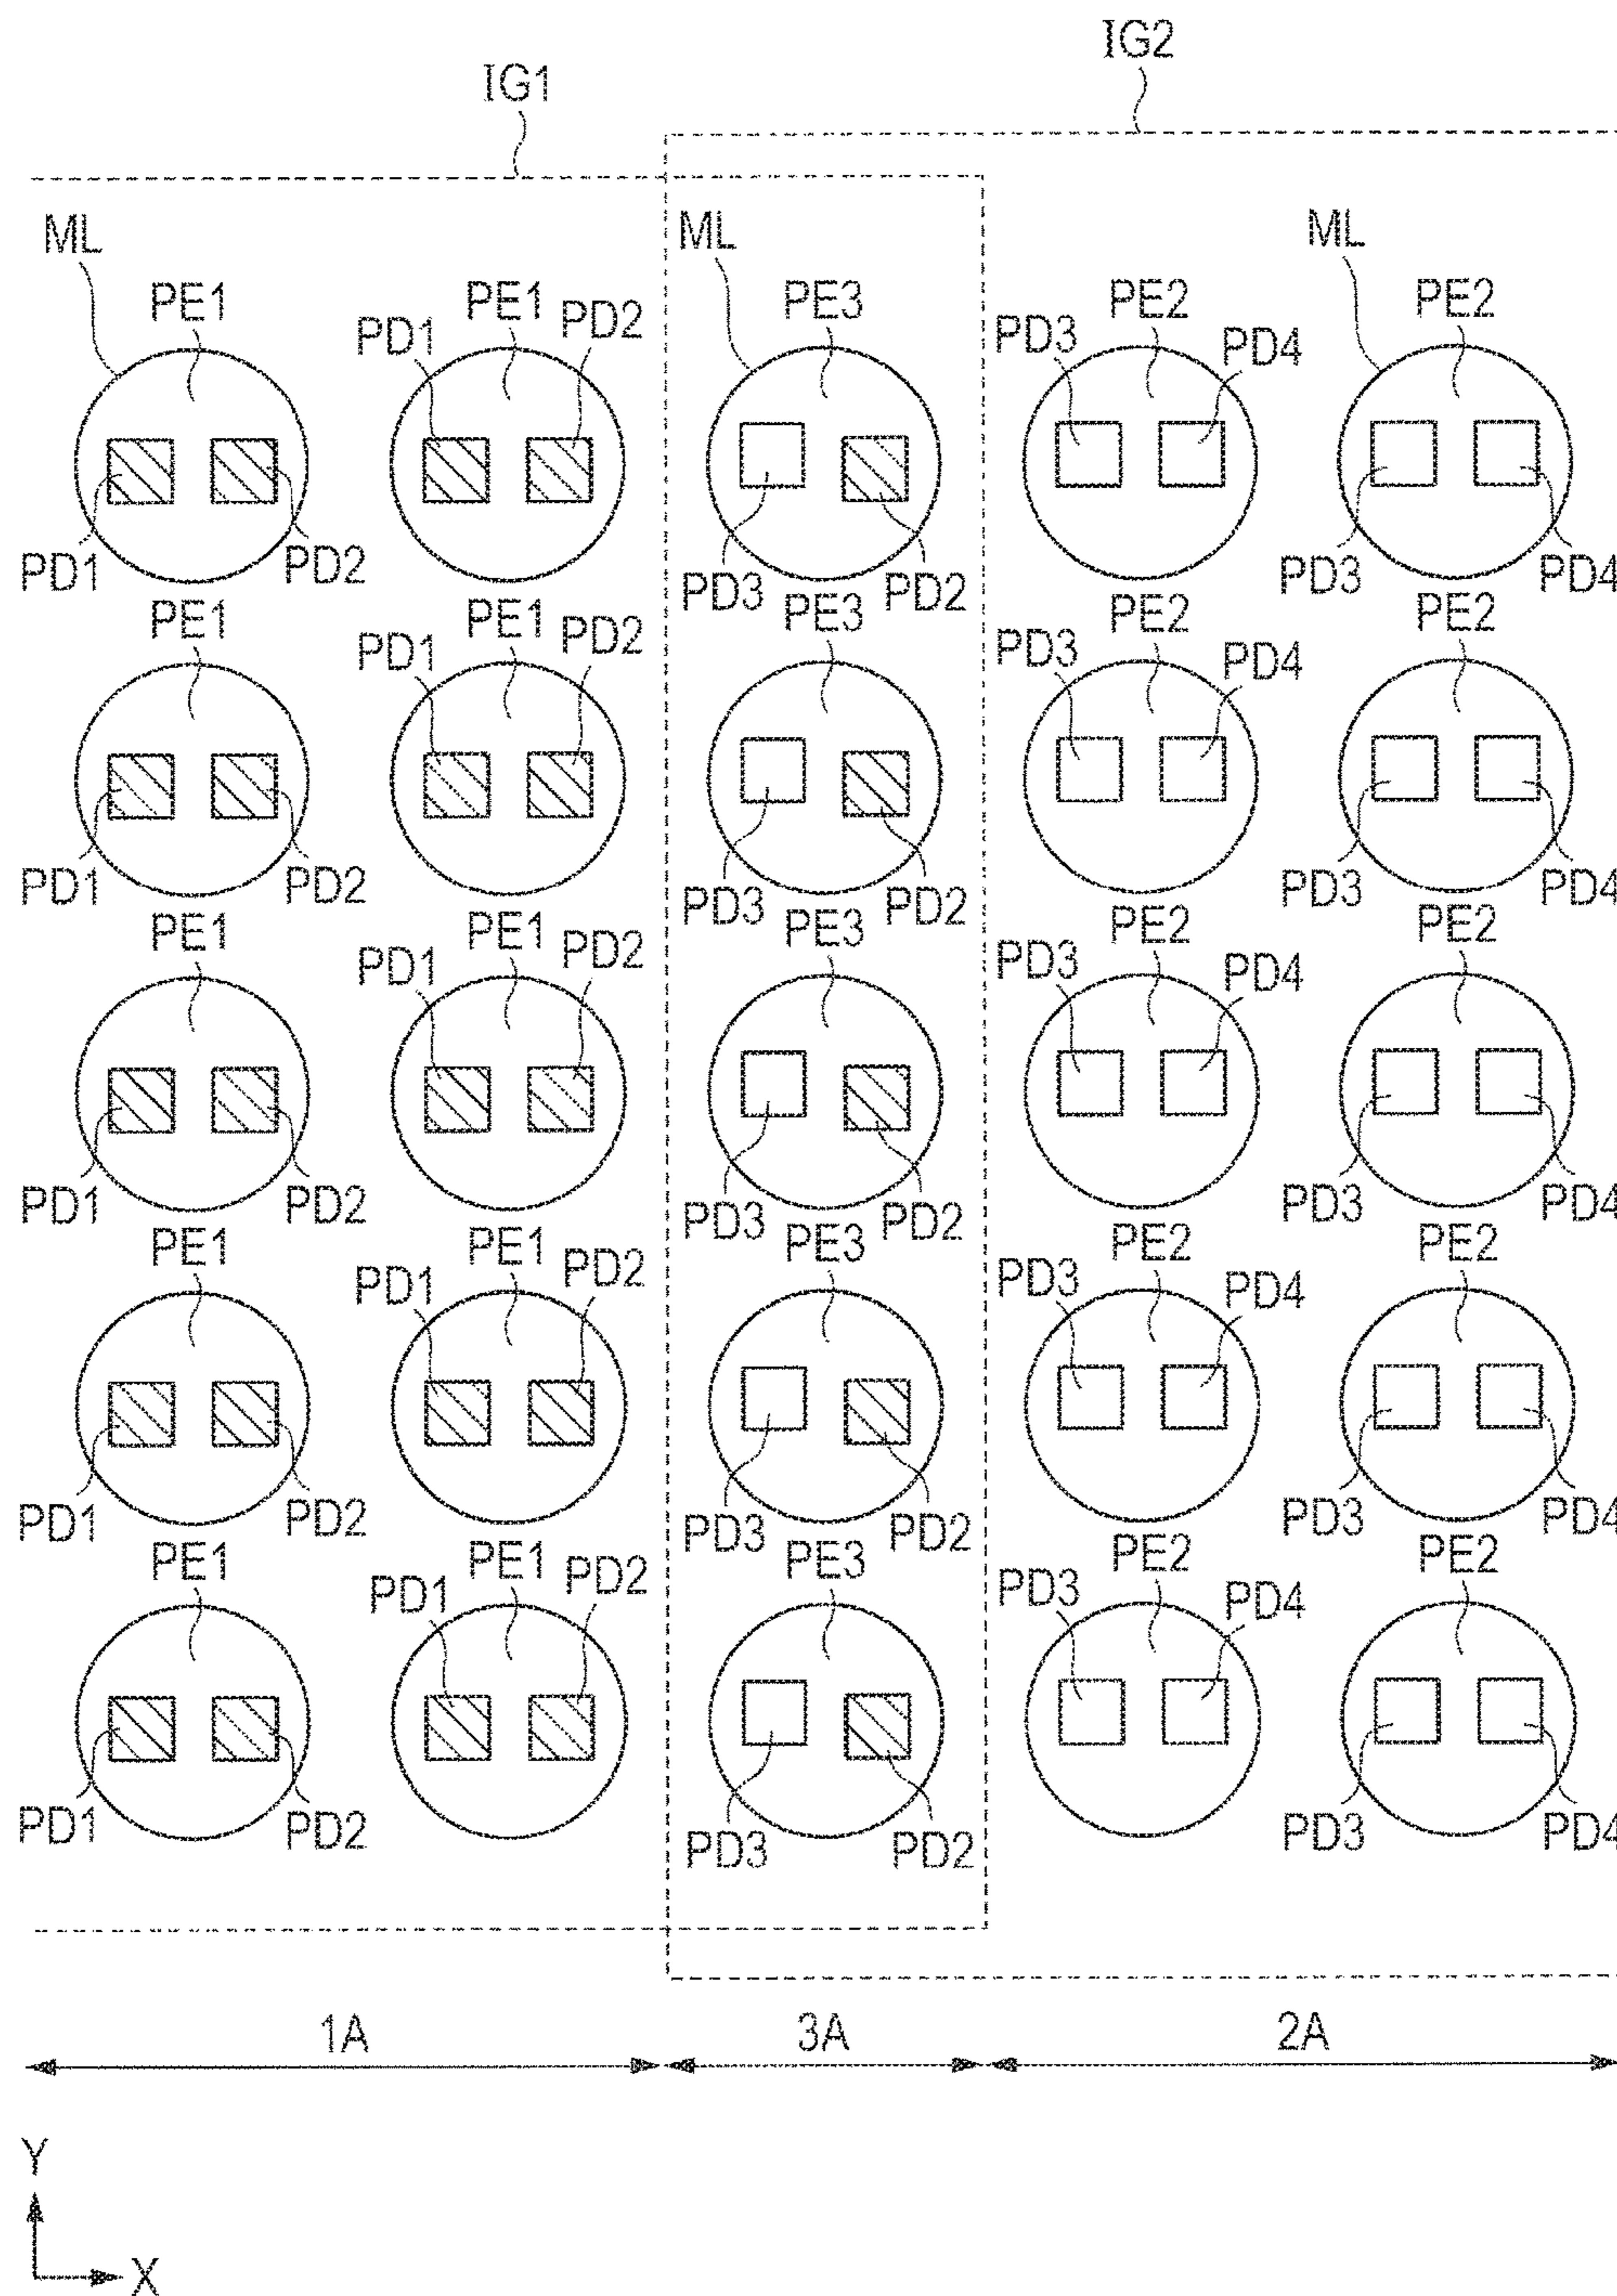 IG2
IG1
ML ML ML
PE1 PE1 PE3 PE2 PE2
PD1 PD2 PD3 PD4
PD1 PD2 PD3 PD2 PD3 PD4
PE1 PE1 PE3 PE2 PE2
PD1 PD2 PD3 PD4
PD1 PD2 PD3 PD2 PD3 PD4
PE1 PE1 PE3 PE2 PE2
PD1 PD2 PD3 PD4
PD1 PD2 PD3 PD2 PD3 PD4
PE1 PE1 PE3 PE2 PE2
PD1 PD2 PD3 PD4
PD1 PD2 PD3 PD2 PD3 PD4
PE1 PE1 PE3 PE2 PE2
PD1 PD2 PD3 PD4
PD1 PD2 PD3 PD2 PD3 PD4
1A 3A 2A
Y
X